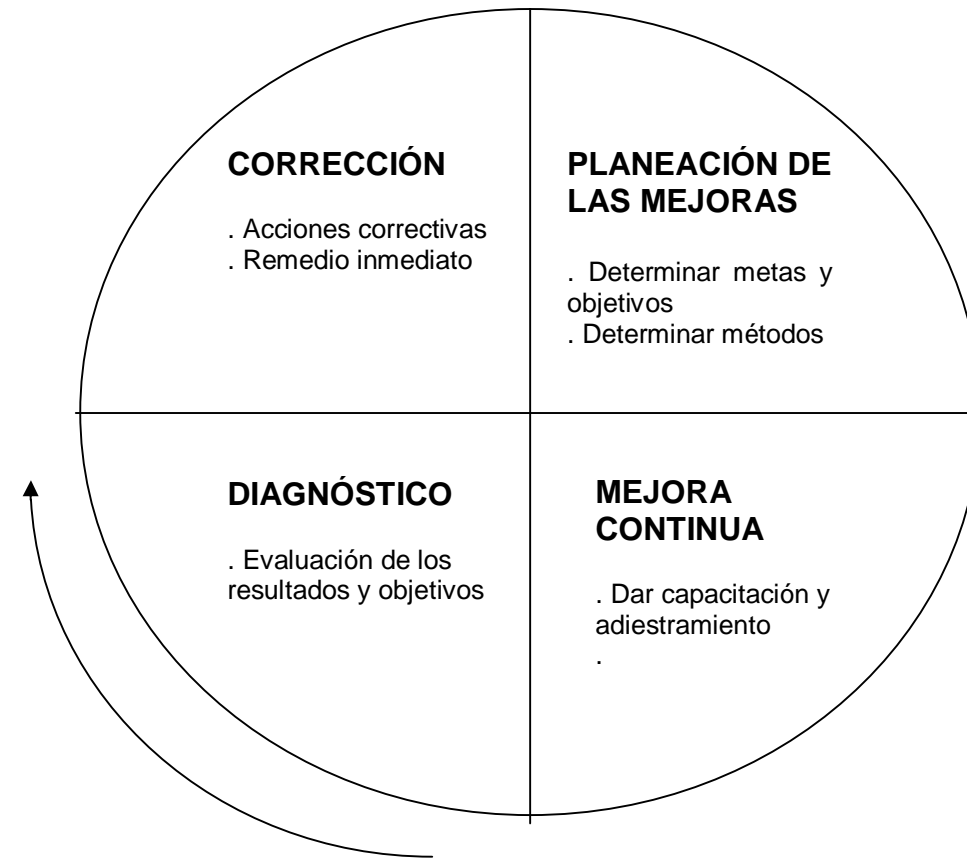 CORRECCIÓN
. Acciones correctivas
. Remedio inmediato
PLANEACIÓN DE
LAS MEJORAS
. Determinar metas y
objetivos
. Determinar métodos
DIAGNÓSTICO
. Evaluación de los
resultados y objetivos
MEJORA
CONTINUA
. Dar capacitación y
adiestramiento
.